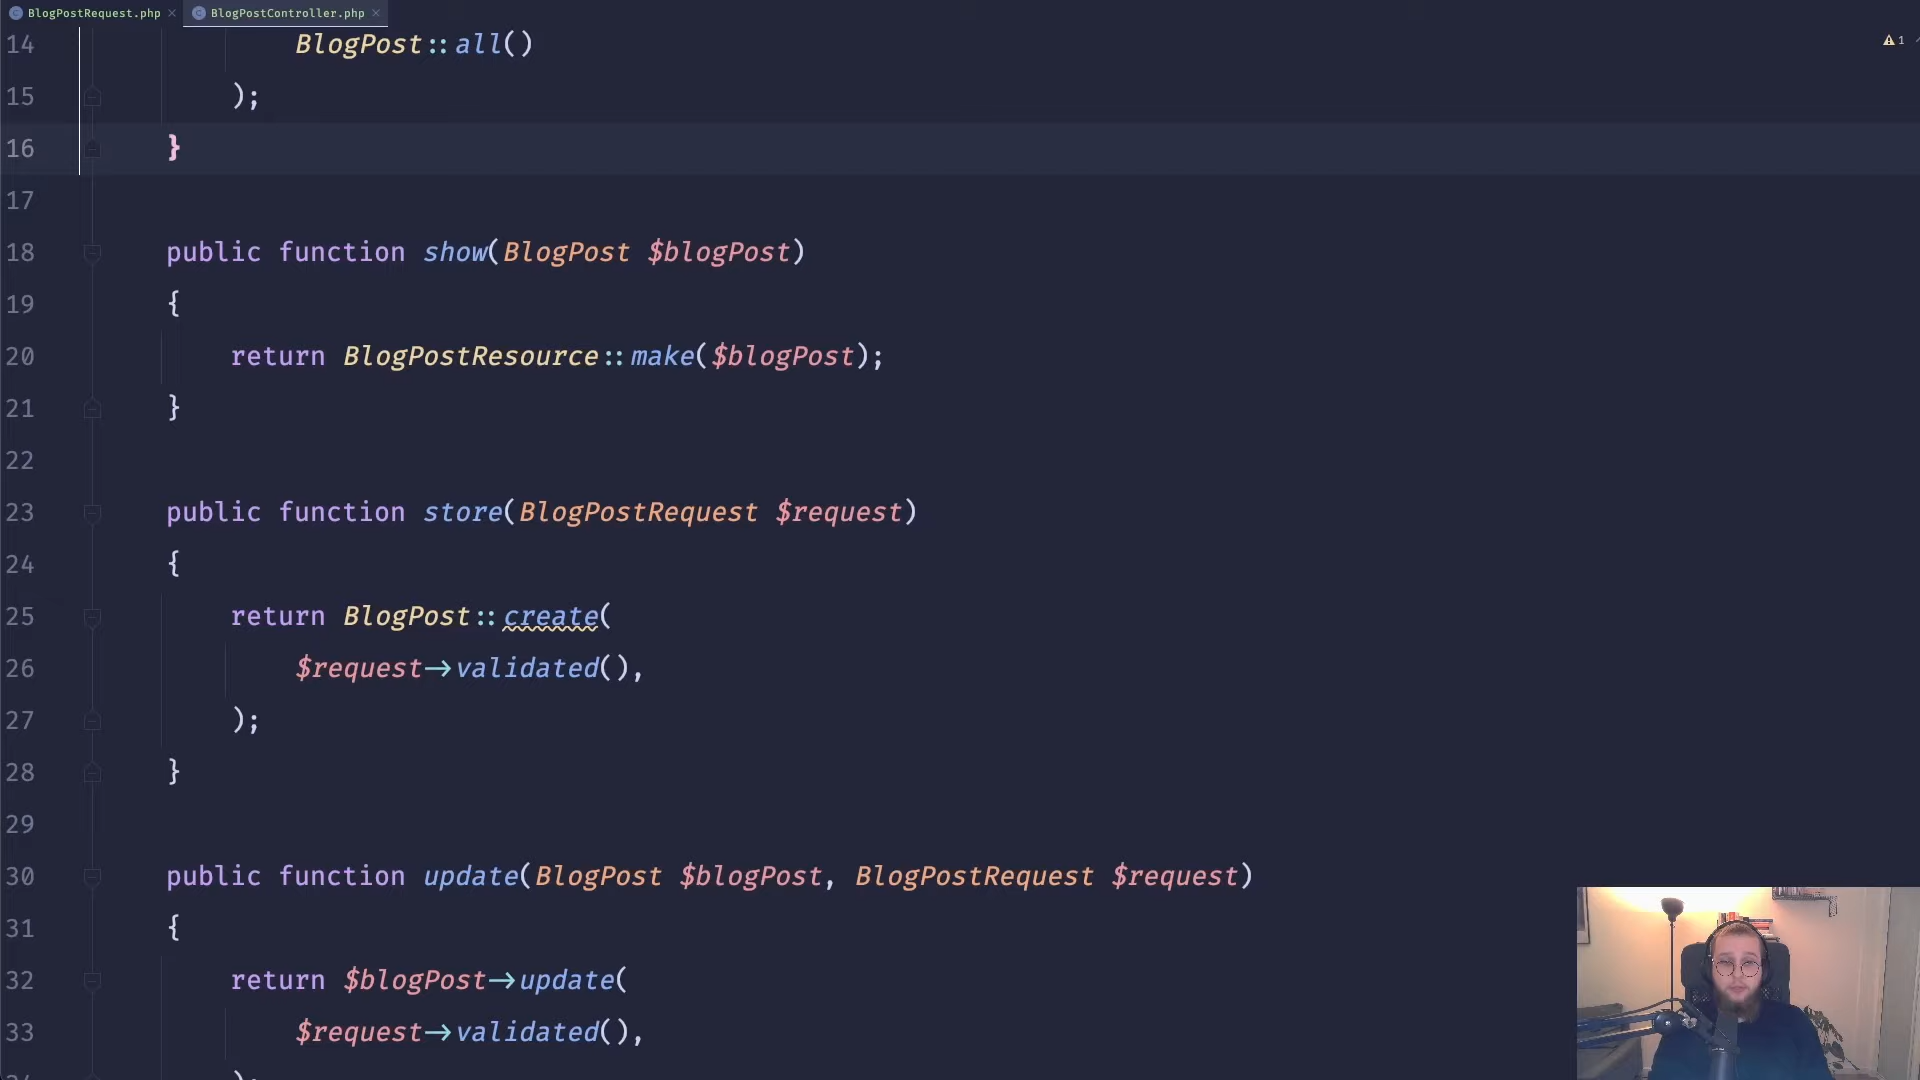 BlogPostRequest.php × BlogPostController.php ×
14 BlogPost::all()
1
15 );
16 }
17
18 public function show(BlogPost $blogPost)
19 {
20 return BlogPostResource::make($blogPost);
21 }
22
23 public function store(BlogPostRequest $request)
24 {
25 return BlogPost::create(
26 $request->validated(),
27 );
28 }
29
30 public function update(BlogPost $blogPost, BlogPostRequest $request)
31 {
32 return $blogPost->update(
33 $request->validated(),